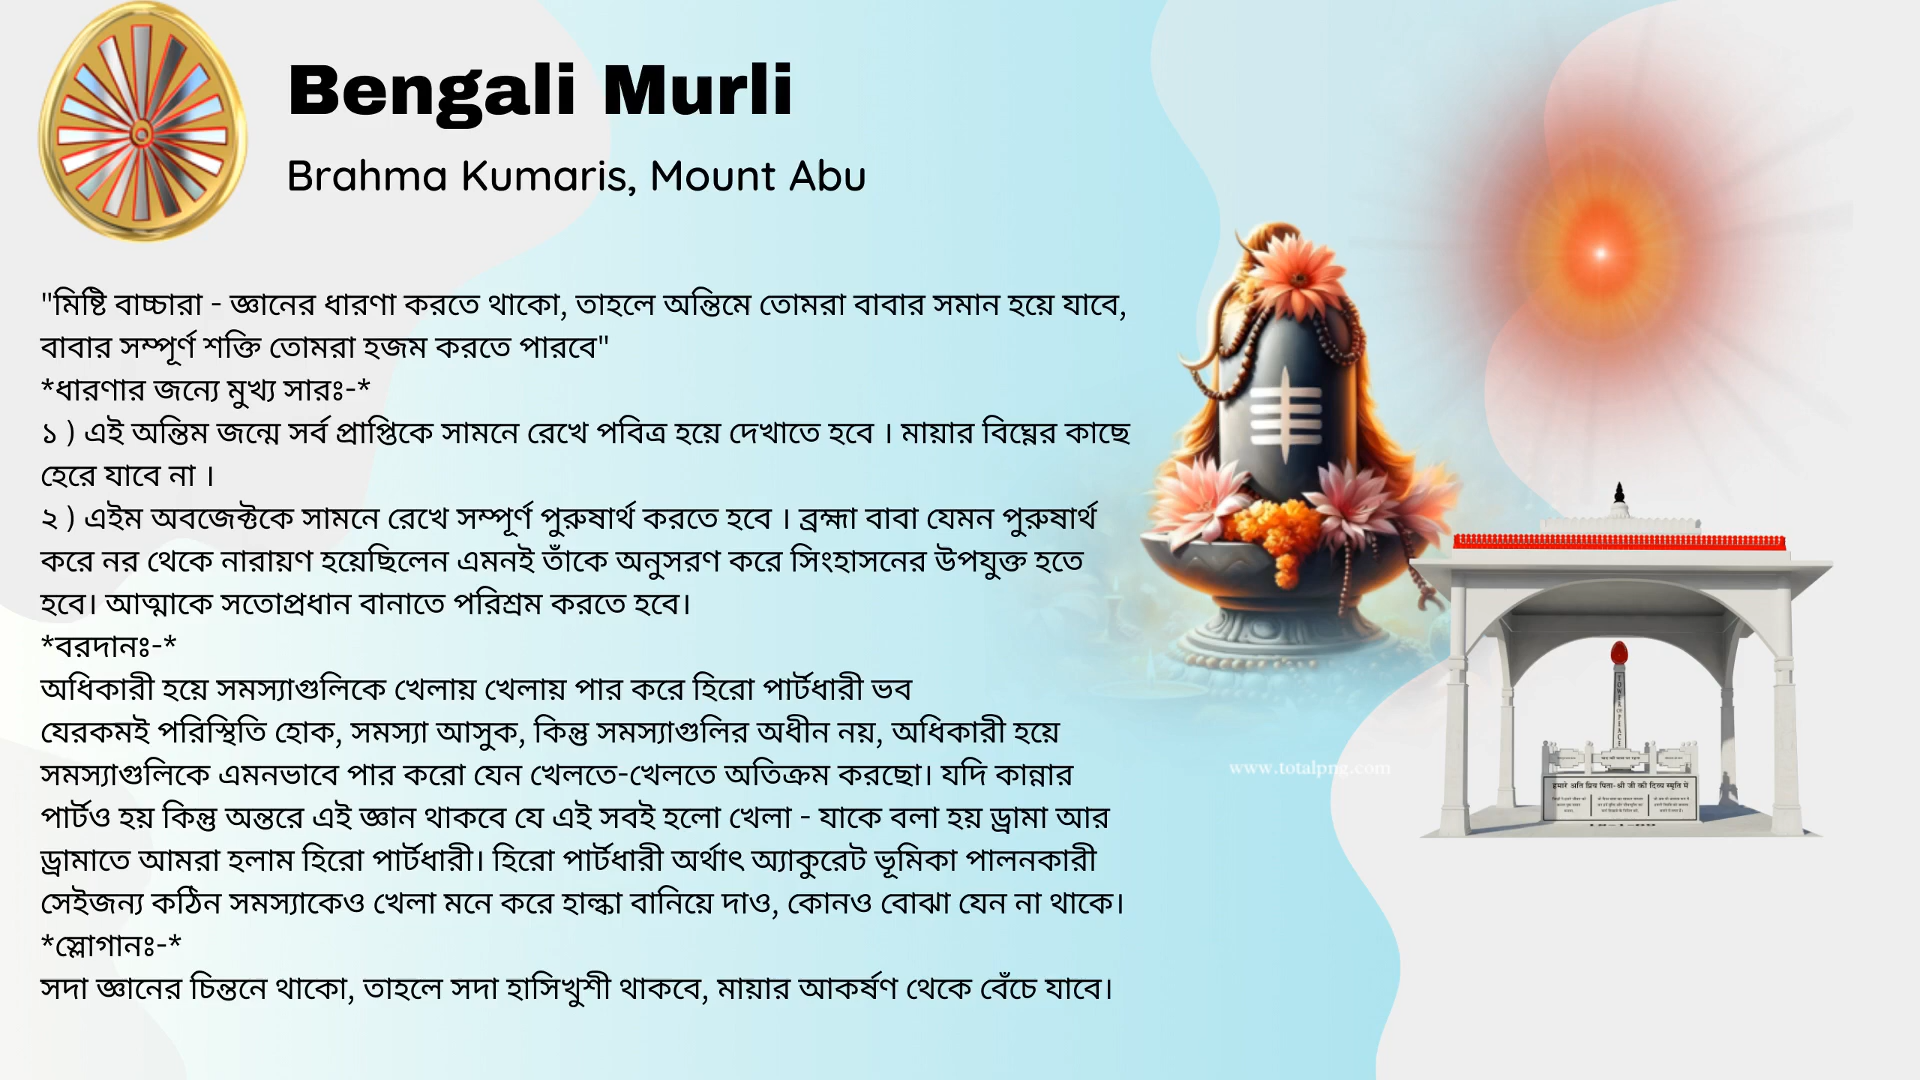 Bengali Murli
Brahma Kumaris, Mount Abu
"মিষ্টি বাচ্চারা - জ্ঞানের ধারণা করতে থাকো, তাহলে অন্তিমে তোমরা বাবার সমান হয়ে যাবে,
বাবার সম্পূর্ণ শক্তি তোমরা হজম করতে পারবে"
*ধারণার জন্যে মুখ্য সারঃ-*
১ ) এই অন্তিম জন্মে সর্ব প্রাপ্তিকে সামনে রেখে পবিত্র হয়ে দেখাতে হবে । মায়ার বিঘ্নের কাছে
হেরে যাবে না ।
২ ) এইম অবজেক্টকে সামনে রেখে সম্পূর্ণ পুরুষার্থ করতে হবে । ব্রহ্মা বাবা যেমন পুরুষার্থ
করে নর থেকে নারায়ণ হয়েছিলেন এমনই তাঁকে অনুসরণ করে সিংহাসনের উপযুক্ত হতে
হবে। আত্মাকে সতোপ্রধান বানাতে পরিশ্রম করতে হবে।
*বরদানঃ-*
অধিকারী হয়ে সমস্যাগুলিকে খেলায় খেলায় পার করে হিরো পার্টধারী ভব
যেরকমই পরিস্থিতি হোক, সমস্যা আসুক, কিন্তু সমস্যাগুলির অধীন নয়, অধিকারী হয়ে
সমস্যাগুলিকে এমনভাবে পার করো যেন খেলতে-খেলতে অতিক্রম করছো। যদি কান্নার
পার্টও হয় কিন্তু অন্তরে এই জ্ঞান থাকবে যে এই সবই হলো খেলা - যাকে বলা হয় ড্রামা আর
ড্রামাতে আমরা হলাম হিরো পার্টধারী। হিরো পার্টধারী অর্থাৎ অ্যাকুরেট ভূমিকা পালনকারী
সেইজন্য কঠিন সমস্যাকেও খেলা মনে করে হাল্কা বানিয়ে দাও, কোনও বোঝা যেন না থাকে।
*স্লোগানঃ-*
সদা জ্ঞানের চিন্তনে থাকো, তাহলে সদা হাসিখুশী থাকবে, মায়ার আকর্ষণ থেকে বেঁচে যাবে।
www.totalpng.com
TOWER OF PEACE
हमारे अति प्रिय पिता-श्री जी की दिव्य स्मृति में